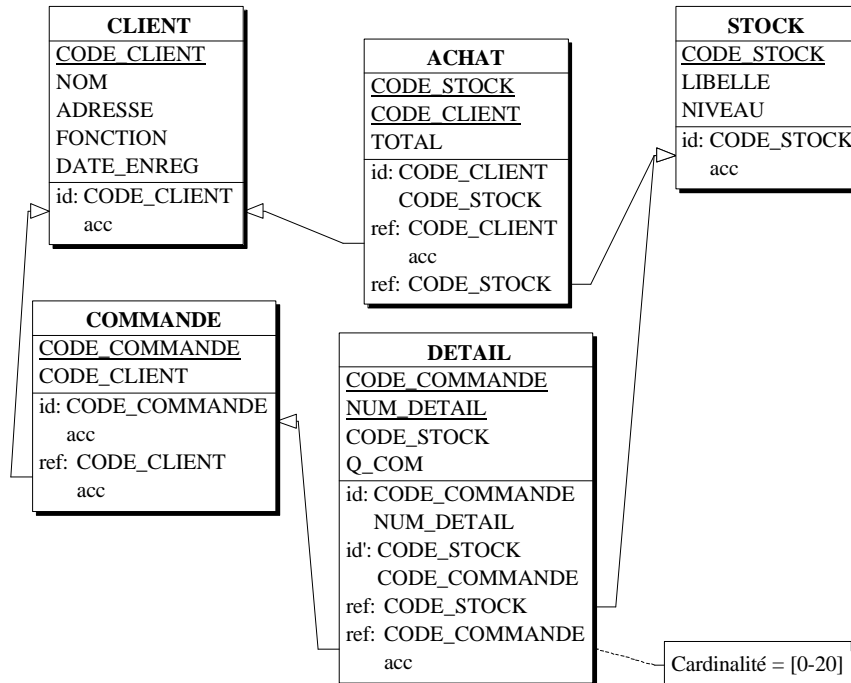 CLIENT
CODE_CLIENT
NOM
ADRESSE
FONCTION
DATE_ENREG
id: CODE_CLIENT
acc
ACHAT
CODE_STOCK
CODE_CLIENT
TOTAL
id: CODE_CLIENT
CODE_STOCK
ref: CODE_CLIENT
acc
ref: CODE_STOCK
STOCK
CODE_STOCK
LIBELLE
NIVEAU
id: CODE_STOCK
acc
COMMANDE
CODE_COMMANDE
CODE_CLIENT
id: CODE_COMMANDE
acc
ref: CODE_CLIENT
acc
DETAIL
CODE_COMMANDE
NUM_DETAIL
CODE_STOCK
Q_COM
id: CODE_COMMANDE
NUM_DETAIL
id': CODE_STOCK
CODE_COMMANDE
ref: CODE_STOCK
ref: CODE_COMMANDE
acc
Cardinalité = [0-20]